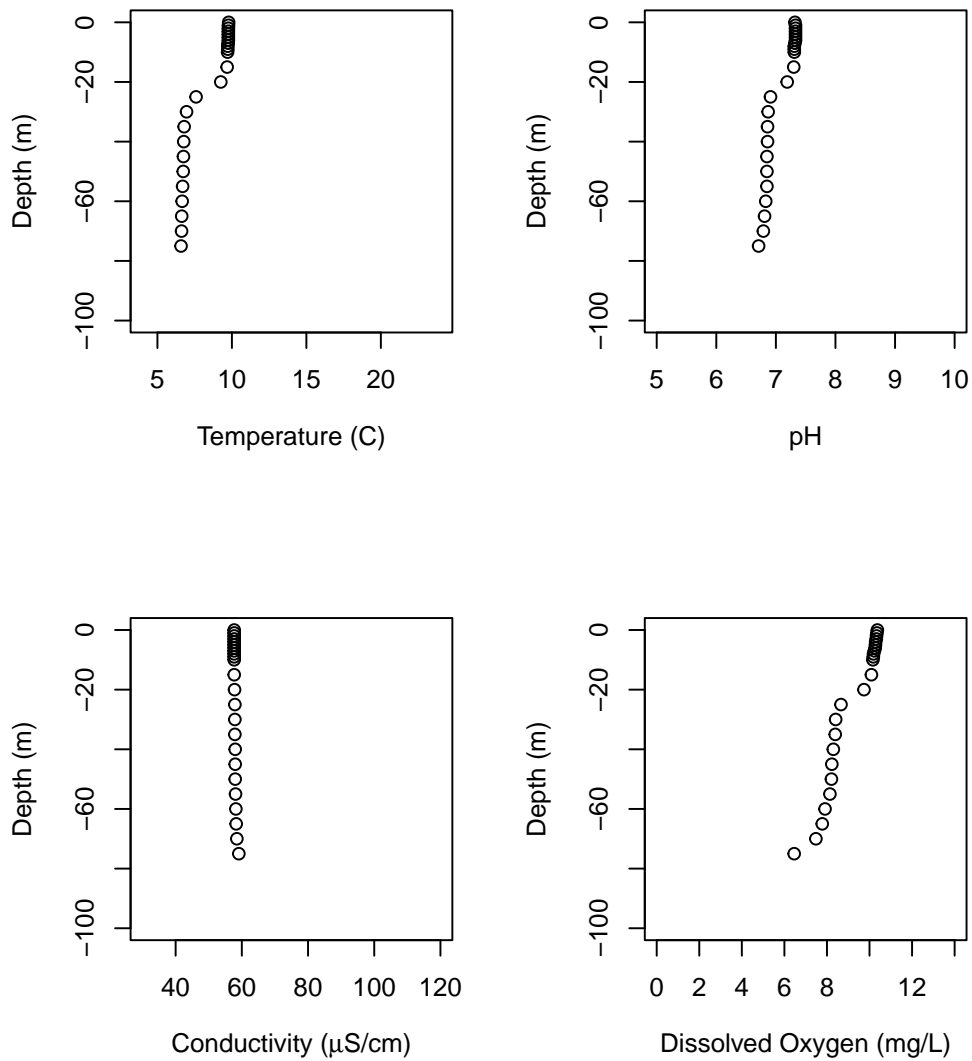 0
−20
−60
−100
Depth (m)
5 10 15 20
Temperature (C)
0
−20
−60
−100
Depth (m)
5 6 7 8 9 10
pH
0
−20
−60
−100
Depth (m)
40 60 80 100 120
Conductivity (µS/cm)
0
−20
−60
−100
Depth (m)
0 2 4 6 8 12
Dissolved Oxygen (mg/L)